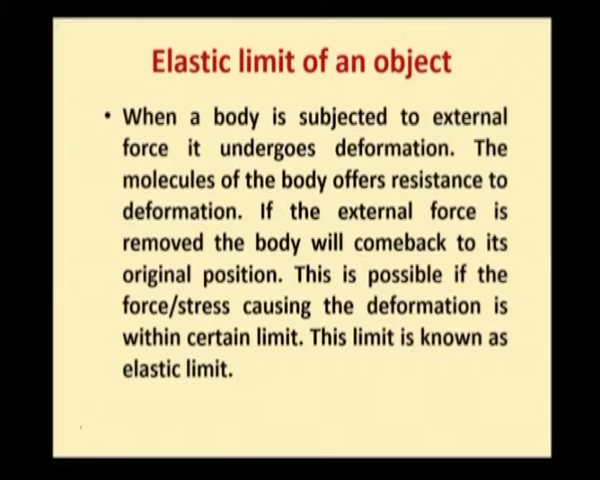 Elastic limit of an object
• When a body is subjected to external
force it undergoes deformation. The
molecules of the body offers resistance to
deformation. If the external force is
removed the body will comeback to its
original position. This is possible if the
force/stress causing the deformation is
within certain limit. This limit is known as
elastic limit.